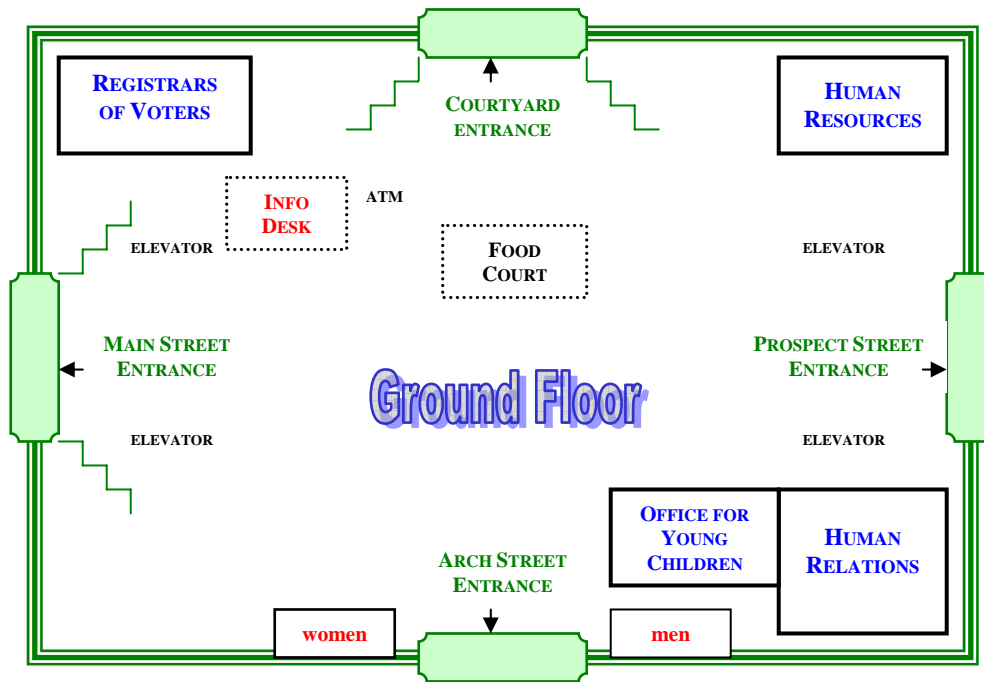 REGISTRARS
OF VOTERS
COURTYARD
ENTRANCE
HUMAN
RESOURCES
INFO
DESK
ATM
FOOD
COURT
ELEVATOR
ELEVATOR
MAIN STREET
ENTRANCE
PROSPECT STREET
ENTRANCE
Ground Floor
ELEVATOR
ELEVATOR
OFFICE FOR
YOUNG
CHILDREN
HUMAN
RELATIONS
ARCH STREET
ENTRANCE
women
men